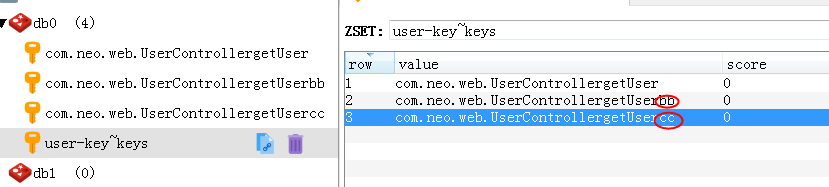 db0 (4)
com.neo.web.UserControllergetUser
com.neo.web.UserControllergetUserbb
com.neo.web.UserControllergetUsercc
user-key~keys
db1 (0)
ZSET: user-key~keys
row value score
1 com.neo.web.UserControllergetUser 0
2 com.neo.web.UserControllergetUserbb 0
3 com.neo.web.UserControllergetUsercc 0